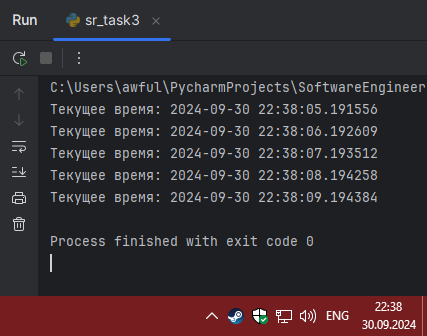 Run
sr_task3
C:\Users\awful\PycharmProjects\SoftwareEngineer
Текущее время: 2024-09-30 22:38:05.191556
Текущее время: 2024-09-30 22:38:06.192609
Текущее время: 2024-09-30 22:38:07.193512
Текущее время: 2024-09-30 22:38:08.194258
Текущее время: 2024-09-30 22:38:09.194384
Process finished with exit code 0
ENG
22:38
30.09.2024